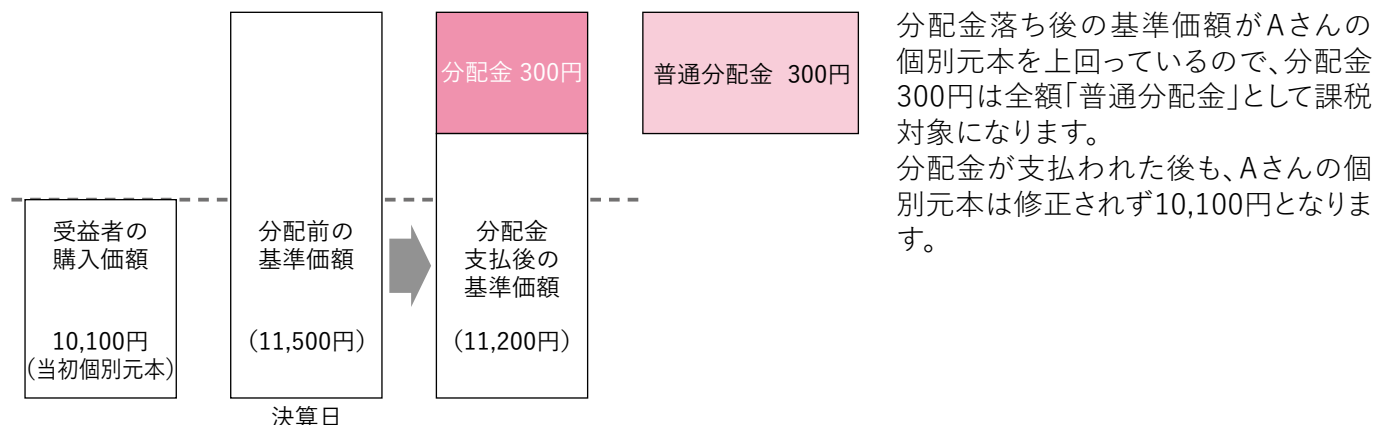 分配金 300円
普通分配金 300円
受益者の
購入価額
10,100円
(当初個別元本)
分配前の
基準価額
(11,500円)
決算日
分配金
支払後の
基準価額
(11,200円)
分配金落ち後の基準価額がAさんの
個別元本を上回っているので、分配金
300円は全額「普通分配金」として課税
対象になります。
分配金が支払われた後も、Aさんの個
別元本は修正されず10,100円となりま
す。